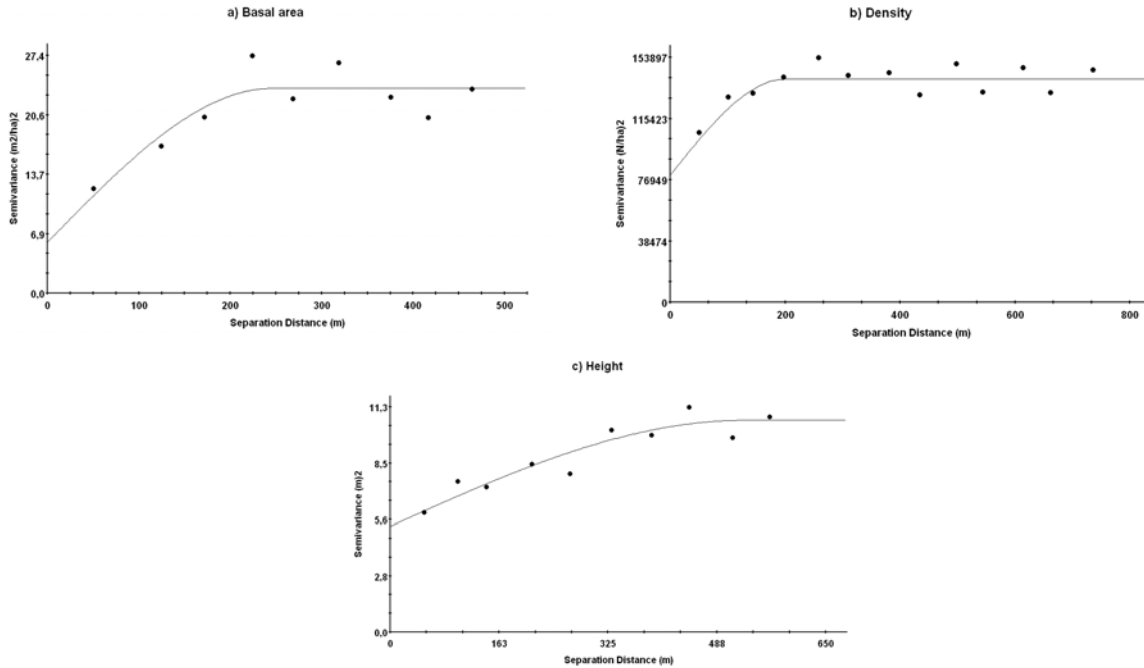 a) Basal area
27,4
20,6
13,7
6,9
0,0
Semivariance (m2/ha)2
0 100 200 300 400 500
Separation Distance (m)
b) Density
153897
115423
76949
38474
0
Semivariance (N/ha)2
0 200 400 600 800
Separation Distance (m)
c) Height
11,3
8,5
5,6
2,8
0,0
Semivariance (m)2
0 163 325 488 650
Separation Distance (m)